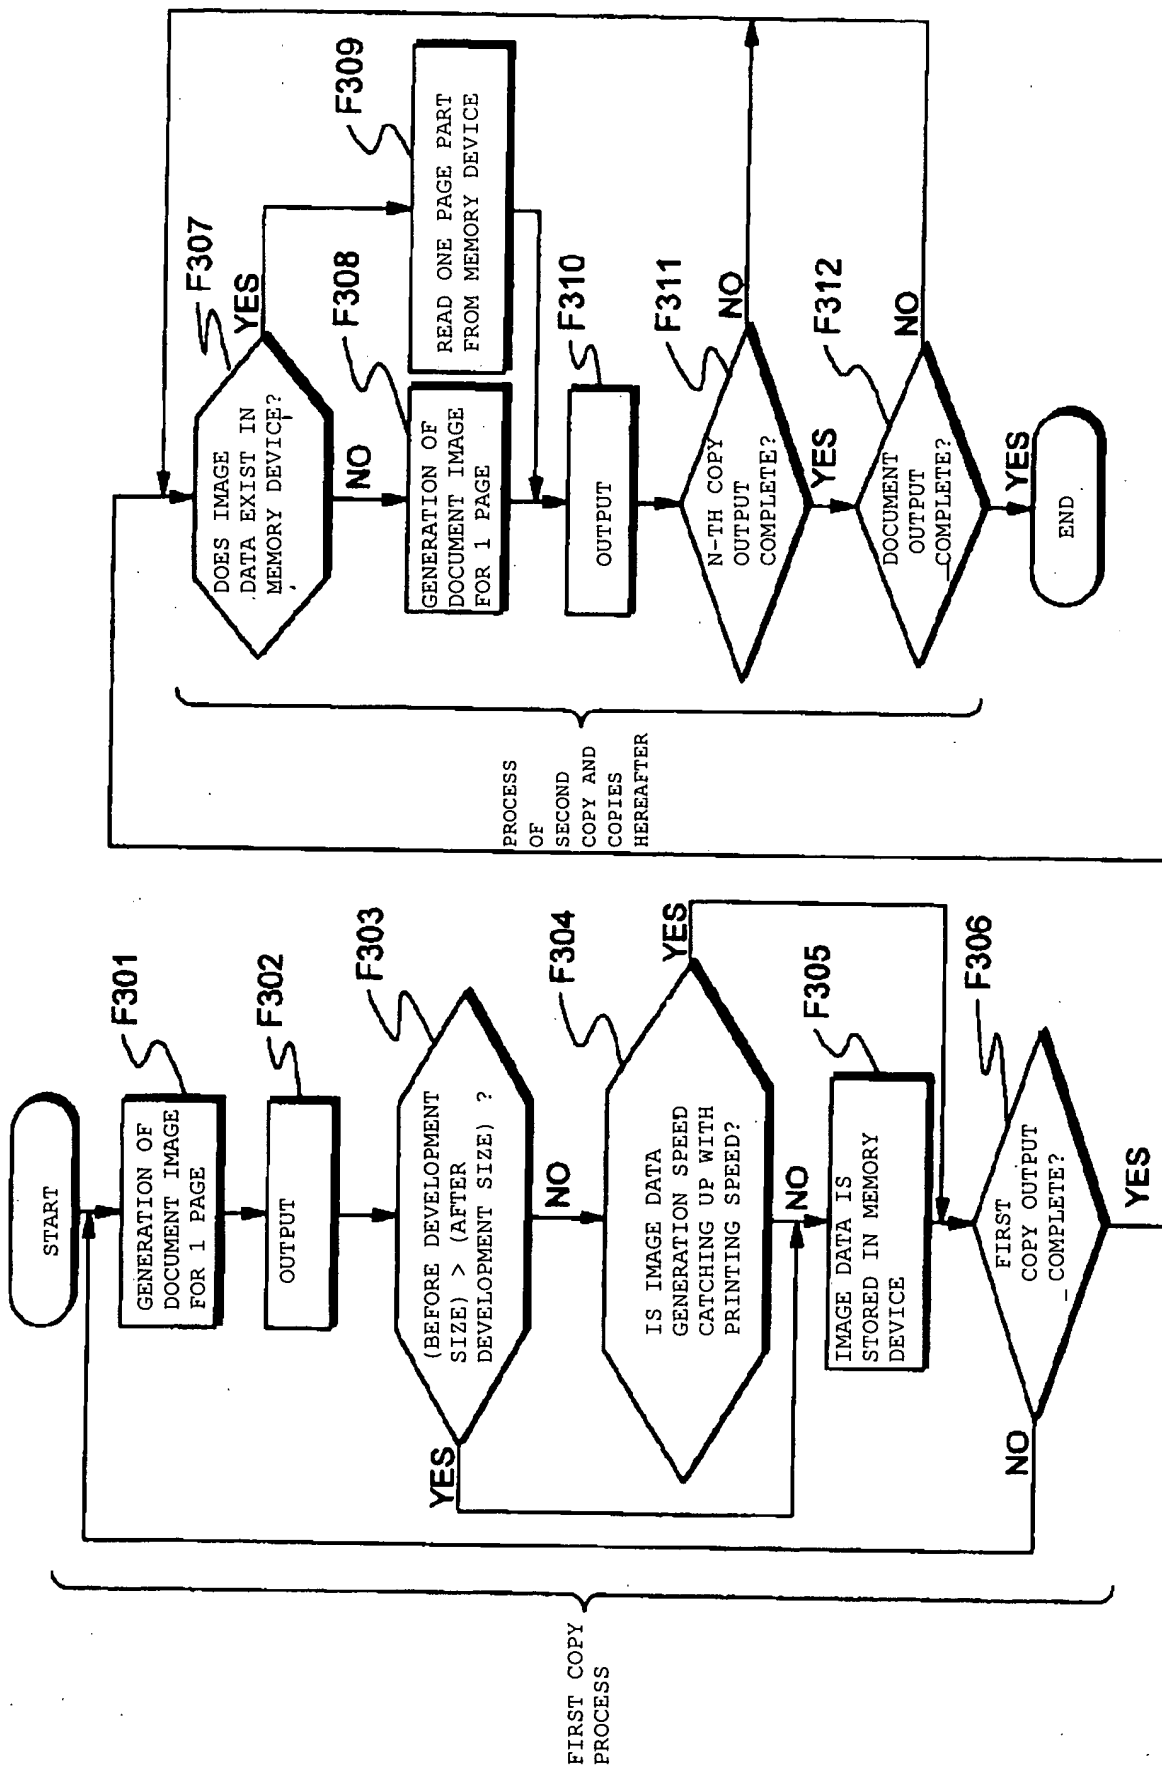 START
F301
GENERATION OF
DOCUMENT IMAGE
FOR 1 PAGE
F302
OUTPUT
F303
(BEFORE DEVELOPMENT
SIZE) > (AFTER
DEVELOPMENT SIZE) ?
YES
NO
F304
IS IMAGE DATA
GENERATION SPEED
CATCHING UP WITH
PRINTING SPEED?
YES
NO
F305
IMAGE DATA IS
STORED IN MEMORY
DEVICE
F306
FIRST
COPY OUTPUT
COMPLETE?
NO
YES
FIRST COPY
PROCESS
F307
DOES IMAGE
DATA EXIST IN
MEMORY DEVICE?
YES
NO
F308
GENERATION OF
DOCUMENT IMAGE
FOR 1 PAGE
F309
READ ONE PAGE PART
FROM MEMORY DEVICE
F310
OUTPUT
F311
N-TH COPY
OUTPUT
COMPLETE?
NO
YES
F312
DOCUMENT
OUTPUT
COMPLETE?
NO
YES
END
PROCESS
OF
SECOND
COPY AND
COPIES
HEREAFTER